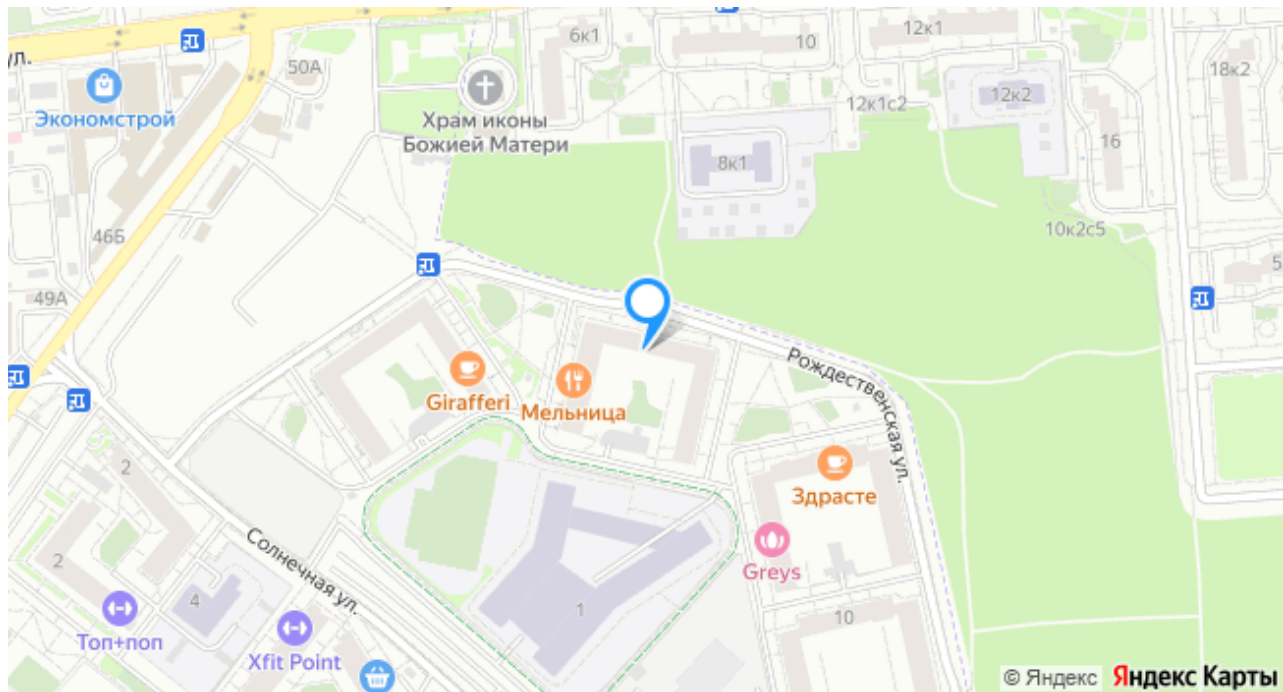 6к1
10
12к1
ул.
50А
18к2
Экономстрой
12к2
12к1с2
Храм иконы
Божией Матери
16
8к1
46Б
10к2с5
5
49А
Рождественская ул.
Girafferi
Мельница
2
Здрасте
Солнечная ул.
2
Greys
4
1
10
Топ+поп
Xfit Point
© Яндекс Яндекс Карты